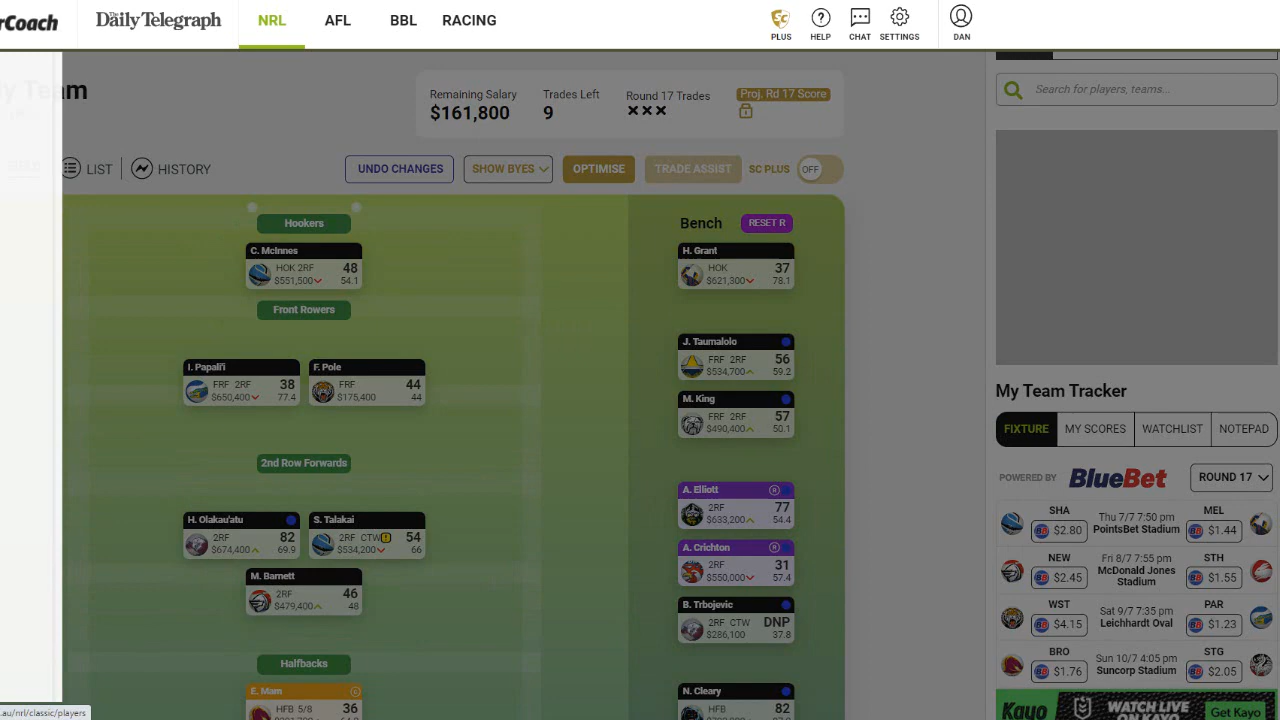 rCoach
The Daily Telegraph
NRL
AFL
BBL
RACING
PLUS
HELP
CHAT
SETTINGS
DAN
y Team
Remaining Salary
$161,800
Trades Left
9
Round 17 Trades
×××
Proj. Rd 17 Score
Search for players, teams...
FIELD
LIST
HISTORY
UNDO CHANGES
SHOW BYES
OPTIMISE
TRADE ASSIST
SC PLUS
OFF
Hookers
C. McInnes
HOK 2RF 48
$551,500 54.1
Front Rowers
I. Papali'i
FRF 2RF 38
$650,400 77.4
F. Pole
FRF 44
$175,400 44
2nd Row Forwards
H. Olakau'atu
2RF 82
$674,400 69.9
S. Talakai
2RF CTW 54
$534,200 66
M. Barnett
2RF 46
$479,400 48
Halfbacks
E. Mam C
HFB 5/8 36
Bench
RESET R
H. Grant
HOK 37
$621,300 78.1
J. Taumalolo
FRF 2RF 56
$534,700 59.2
M. King
FRF 2RF 57
$490,400 50.1
A. Elliott R
2RF 77
$633,200 54.4
A. Crichton R
2RF 31
$550,000 57.4
B. Trbojevic
2RF CTW DNP
$286,100 37.8
N. Cleary
HFB 82
My Team Tracker
FIXTURE
MY SCORES
WATCHLIST
NOTEPAD
POWERED BY BlueBet
ROUND 17
SHA
$2.80
Thu 7/7 7:50 pm
PointsBet Stadium
MEL
$1.44
NEW
$2.45
Fri 8/7 7:55 pm
McDonald Jones
Stadium
STH
$1.55
WST
$4.15
Sat 9/7 7:35 pm
Leichhardt Oval
PAR
$1.23
BRO
$1.76
Sun 10/7 4:05 pm
Suncorp Stadium
STG
$2.05
Kayo
WATCH LIVE
Get Kayo
.au/nrl/classic/players